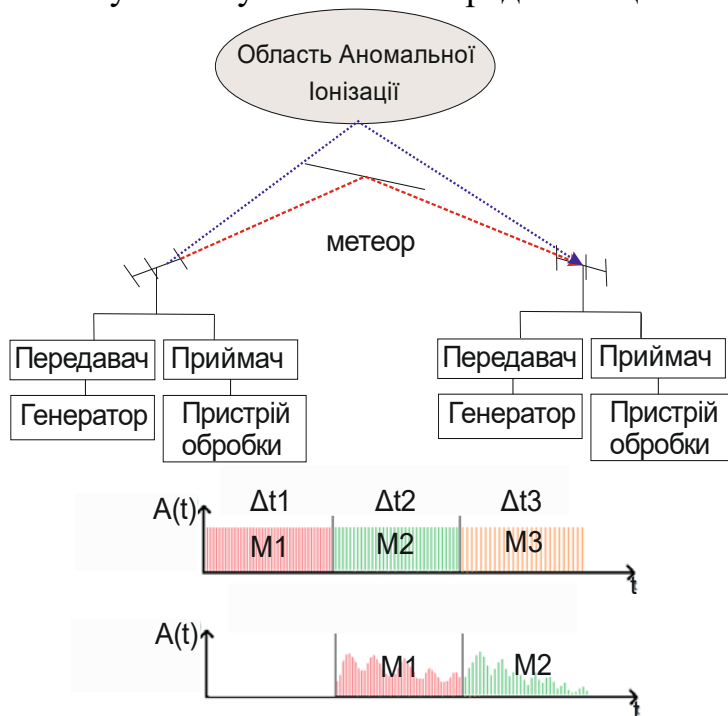 Область Аномальної
Іонізації
метеор
Передавач Приймач
Генератор Пристрій
обробки
Передавач Приймач
Генератор Пристрій
обробки
A(t) Δt1 Δt2 Δt3
M1 M2 M3
t
A(t)
M1 M2
t